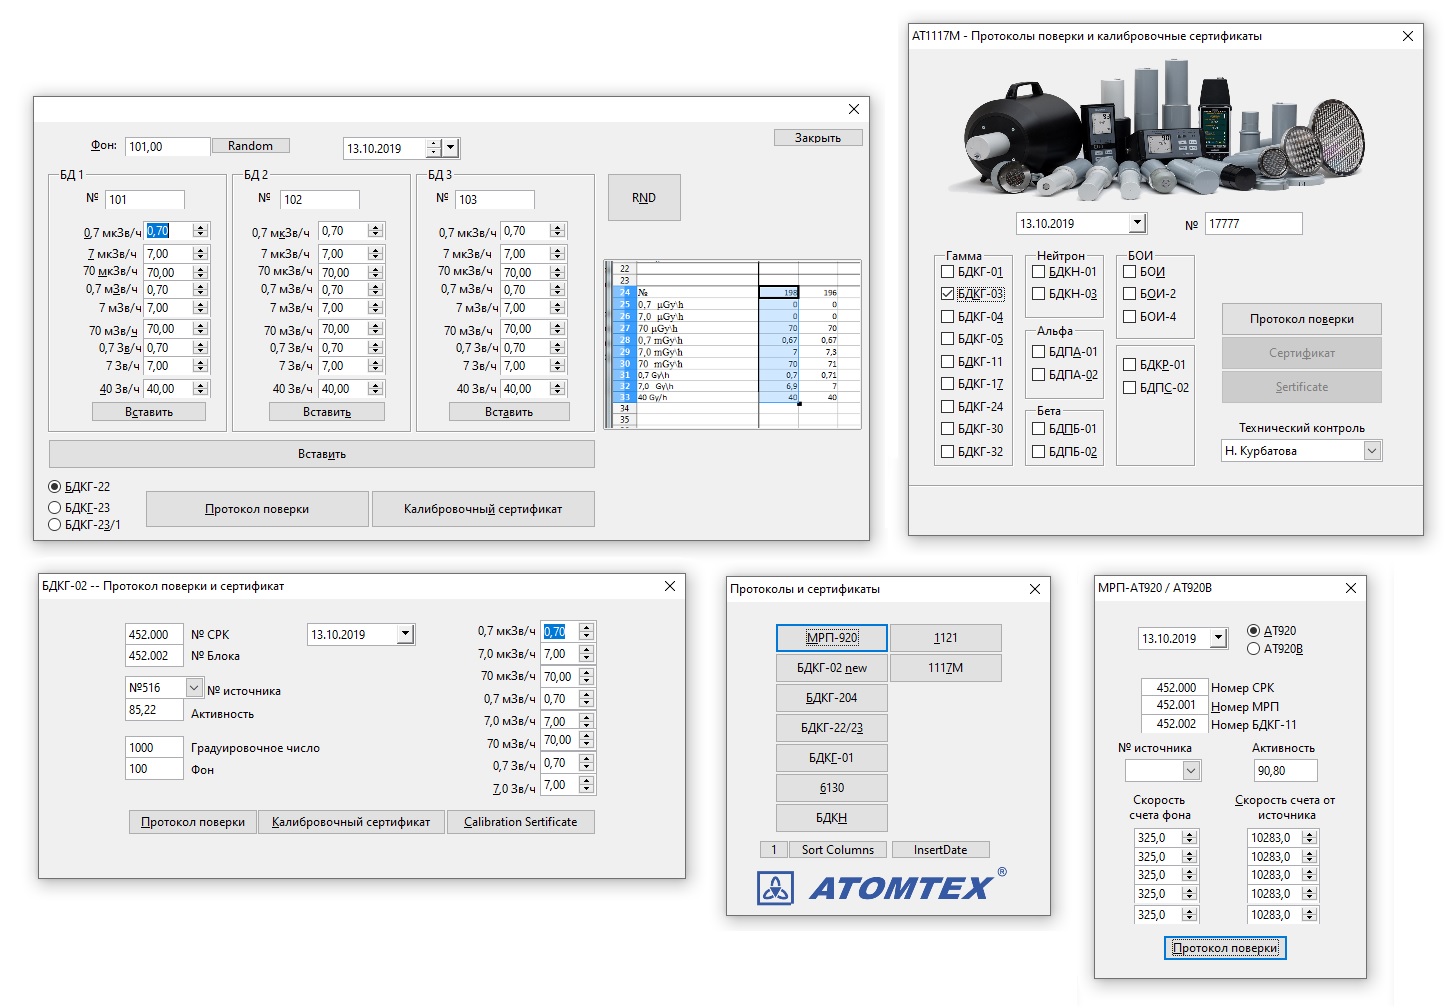 Фон:
101,00
Random
13.10.2019
Закрыть
БД 1
№
101
0,7 мкЗв/ч
0,70
7 мкЗв/ч
7,00
70 мкЗв/ч
70,00
0,7 мЗв/ч
0,70
7 мЗв/ч
7,00
70 мЗв/ч
70,00
0,7 Зв/ч
0,70
7 Зв/ч
7,00
40 Зв/ч
40,00
Вставить
БД 2
№
102
0,7 мкЗв/ч
0,70
7 мкЗв/ч
7,00
70 мкЗв/ч
70,00
0,7 мЗв/ч
0,70
7 мЗв/ч
7,00
70 мЗв/ч
70,00
0,7 Зв/ч
0,70
7 Зв/ч
7,00
40 Зв/ч
40,00
Вставить
БД 3
№
103
0,7 мкЗв/ч
0,70
7 мкЗв/ч
7,00
70 мкЗв/ч
70,00
0,7 мЗв/ч
0,70
7 мЗв/ч
7,00
70 мЗв/ч
70,00
0,7 Зв/ч
0,70
7 Зв/ч
7,00
40 Зв/ч
40,00
Вставить
RND
22
23
24 № 198 196
25 0,7 µGy\h 0 0
26 7,0 µGy\h 0 0
27 70 µGy\h 70 70
28 0,7 mGy\h 0,67 0,67
29 7,0 mGy\h 7 7,3
30 70 mGy\h 70 71
31 0,7 Gy/h 0,7 0,71
32 7,0 Gy/h 6,9 7
33 40 Gy/h 40 40
34
35
Вставить
БДКГ-22
БДКГ-23
БДКГ-23/1
Протокол поверки
Калибровочный сертификат
АТ1117М - Протоколы поверки и калибровочные сертификаты
13.10.2019
№
17777
Гамма
БДКГ-01
БДКГ-03
БДКГ-04
БДКГ-05
БДКГ-11
БДКГ-17
БДКГ-24
БДКГ-30
БДКГ-32
Нейтрон
БДКН-01
БДКН-03
Альфа
БДПА-01
БДПА-02
Бета
БДПБ-01
БДПБ-02
БОИ
БОИ
БОИ-2
БОИ-4
БДКР-01
БДПС-02
Протокол поверки
Сертификат
Sertificate
Технический контроль
Н. Курбатова
БДКГ-02 -- Протокол поверки и сертификат
452.000 № СРК
452.002 № Блока
13.10.2019
№516 № источника
85,22 Активность
1000 Градуировочное число
100 Фон
0,7 мкЗв/ч 0,70
7,0 мкЗв/ч 7,00
70 мкЗв/ч 70,00
0,7 мЗв/ч 0,70
7,0 мЗв/ч 7,00
70 мЗв/ч 70,00
0,7 Зв/ч 0,70
7,0 Зв/ч 7,00
Протокол поверки
Калибровочный сертификат
Calibration Sertificate
Протоколы и сертификаты
МРП-920
1121
БДКГ-02 new
1117М
БДКГ-204
БДКГ-22/23
БДКГ-01
6130
БДКН
1
Sort Columns
InsertDate
ATOMTEX®
МРП-АТ920 / АТ920В
13.10.2019
АТ920
АТ920В
452.000 Номер СРК
452.001 Номер МРП
452.002 Номер БДКГ-11
№ источника
Активность
90,80
Скорость
счета фона
Скорость счета от
источника
325,0 10283,0
325,0 10283,0
325,0 10283,0
325,0 10283,0
325,0 10283,0
Протокол поверки